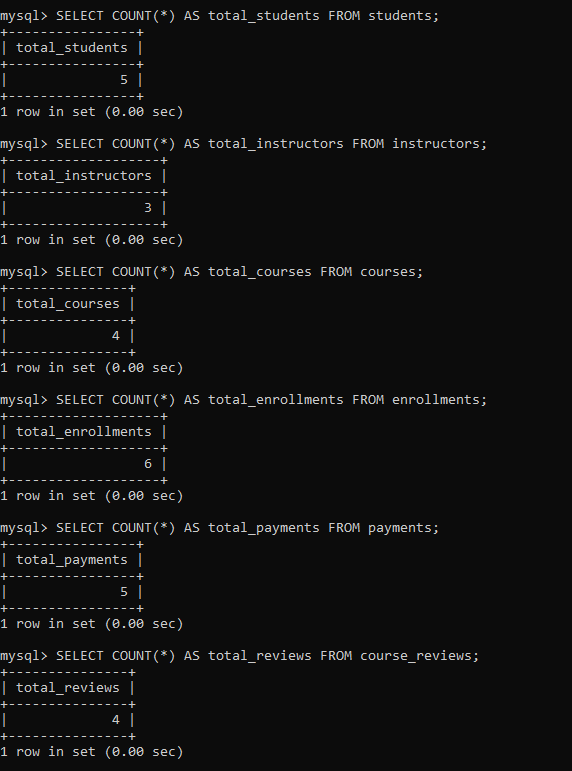 mysql> SELECT COUNT(*) AS total_students FROM students;
+----------------+
| total_students |
+----------------+
|              5 |
+----------------+
1 row in set (0.00 sec)

mysql> SELECT COUNT(*) AS total_instructors FROM instructors;
+-------------------+
| total_instructors |
+-------------------+
|                 3 |
+-------------------+
1 row in set (0.00 sec)

mysql> SELECT COUNT(*) AS total_courses FROM courses;
+---------------+
| total_courses |
+---------------+
|             4 |
+---------------+
1 row in set (0.00 sec)

mysql> SELECT COUNT(*) AS total_enrollments FROM enrollments;
+-------------------+
| total_enrollments |
+-------------------+
|                 6 |
+-------------------+
1 row in set (0.00 sec)

mysql> SELECT COUNT(*) AS total_payments FROM payments;
+----------------+
| total_payments |
+----------------+
|              5 |
+----------------+
1 row in set (0.00 sec)

mysql> SELECT COUNT(*) AS total_reviews FROM course_reviews;
+---------------+
| total_reviews |
+---------------+
|             4 |
+---------------+
1 row in set (0.00 sec)